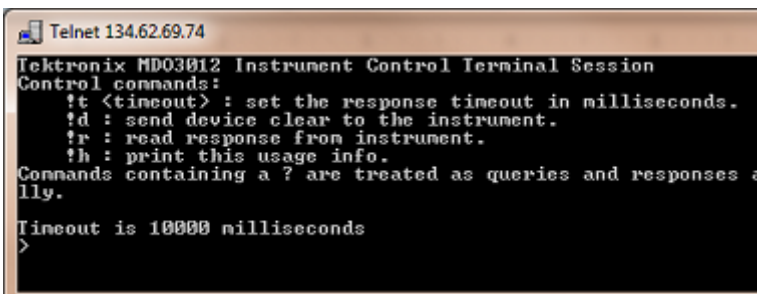 Telnet 134.62.69.74
Tektronix MDO3012 Instrument Control Terminal Session
Control commands:
!t <timeout> : set the response timeout in milliseconds.
!d : send device clear to the instrument.
!r : read response from instrument.
!h : print this usage info.
Commands containing a ? are treated as queries and responses a
lly.
Timeout is 10000 milliseconds
>